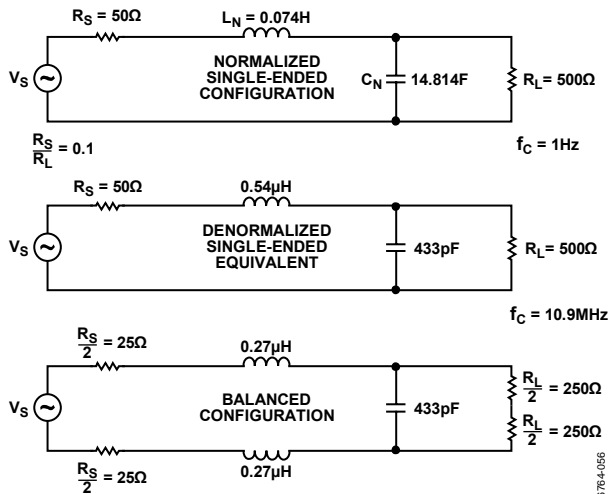 R_S = 50Ω
L_N = 0.074H
V_S
NORMALIZED
SINGLE-ENDED
CONFIGURATION
C_N
14.814F
R_L= 500Ω
R_S
R_L
= 0.1
f_C = 1Hz
R_S = 50Ω
0.54µH
V_S
DENORMALIZED
SINGLE-ENDED
EQUIVALENT
433pF
R_L= 500Ω
f_C = 10.9MHz
R_S
2
= 25Ω
0.27µH
V_S
BALANCED
CONFIGURATION
433pF
R_L
2
= 250Ω
R_L
2
= 250Ω
R_S
2
= 25Ω
0.27µH